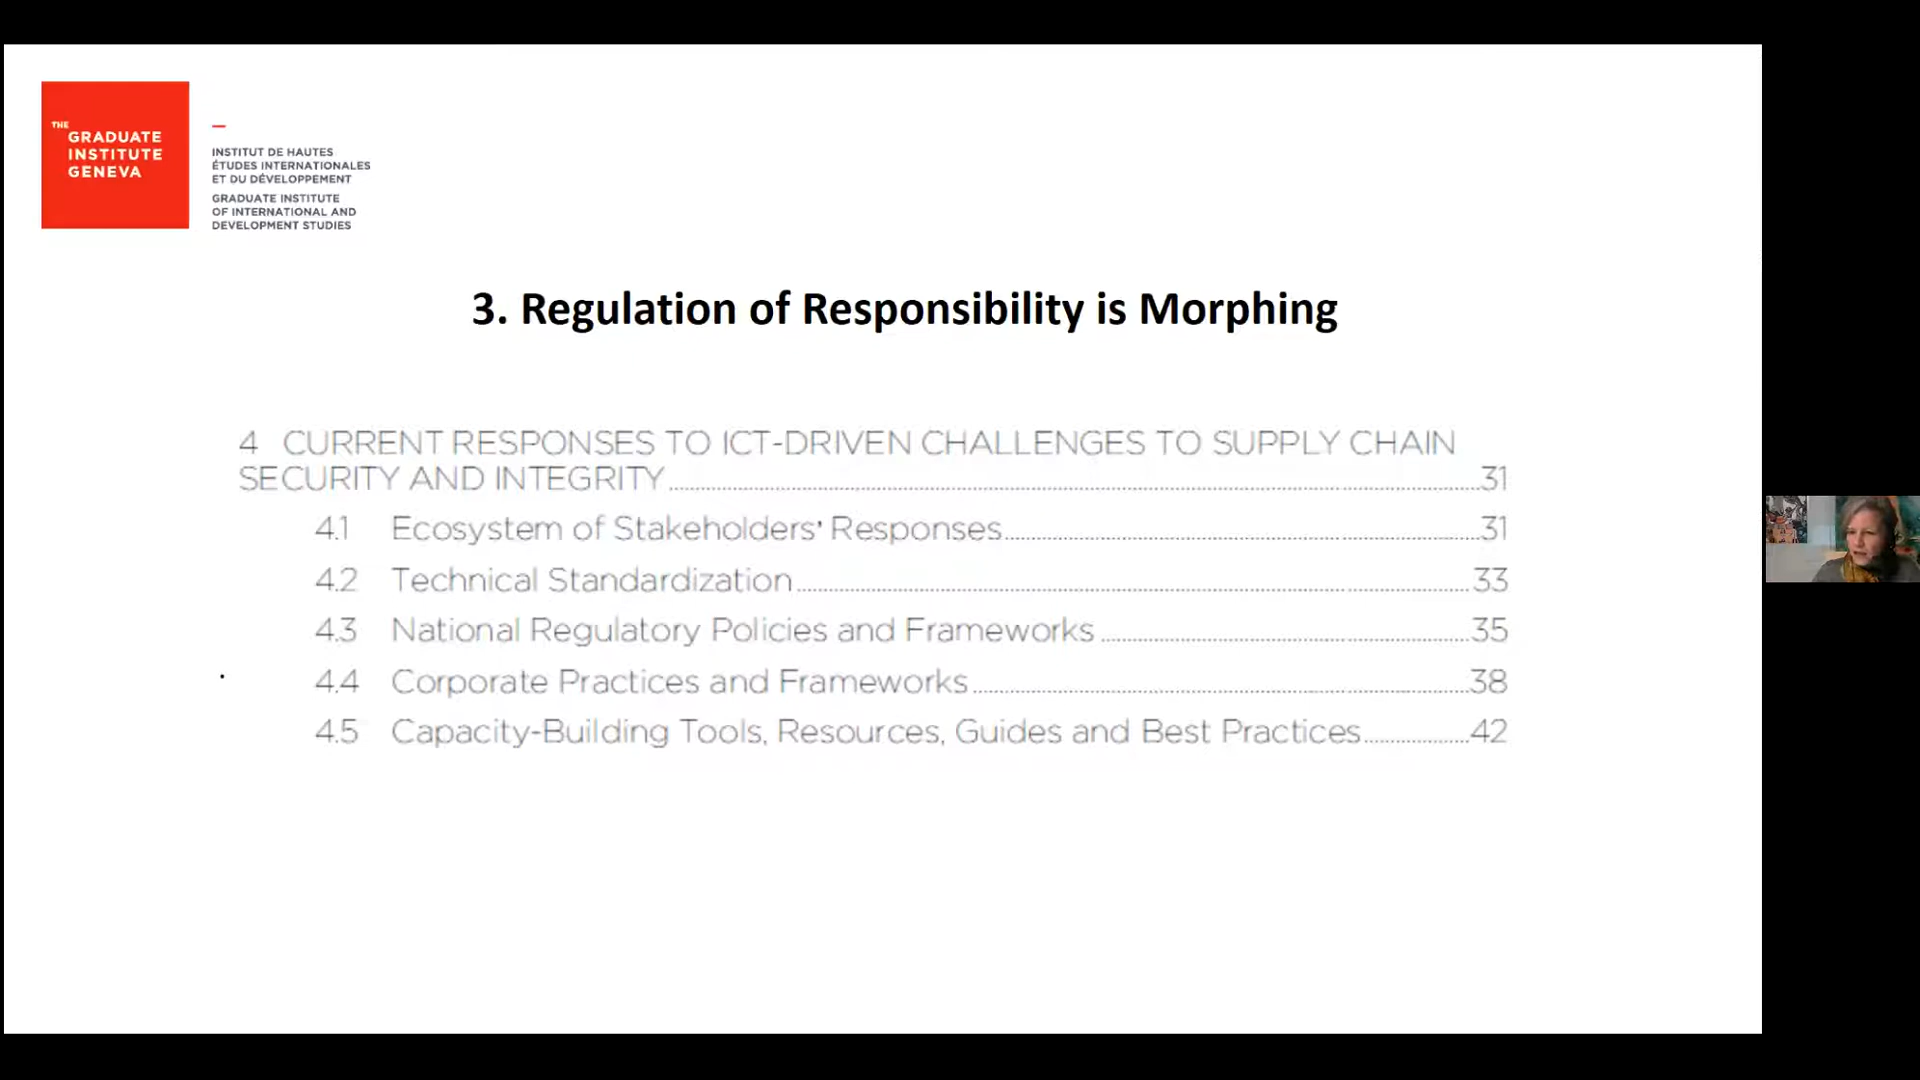 THE
GRADUATE
INSTITUTE
GENEVA
INSTITUT DE HAUTES
ÉTUDES INTERNATIONALES
ET DU DÉVELOPPEMENT
GRADUATE INSTITUTE
OF INTERNATIONAL AND
DEVELOPMENT STUDIES
3. Regulation of Responsibility is Morphing
4 CURRENT RESPONSES TO ICT-DRIVEN CHALLENGES TO SUPPLY CHAIN
SECURITY AND INTEGRITY 31
4.1 Ecosystem of Stakeholders' Responses 31
4.2 Technical Standardization 33
4.3 National Regulatory Policies and Frameworks 35
4.4 Corporate Practices and Frameworks 38
4.5 Capacity-Building Tools, Resources, Guides and Best Practices 42